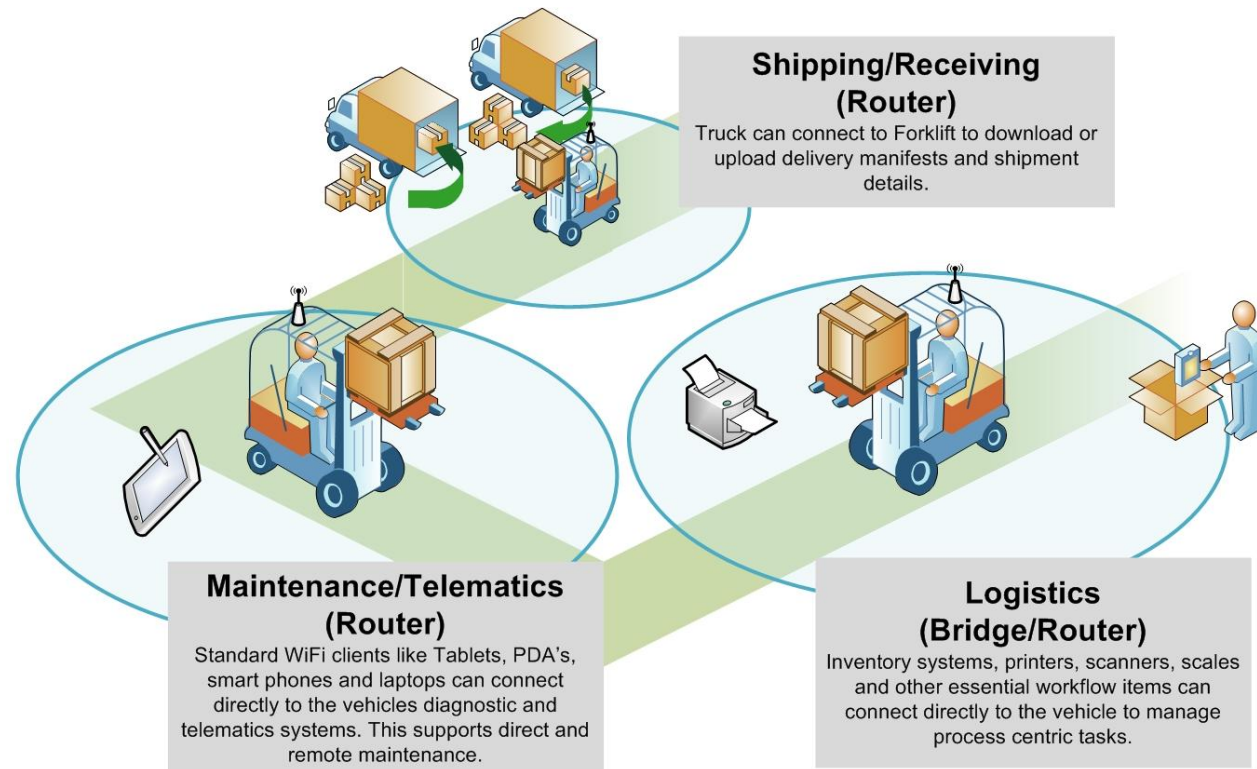 Shipping/Receiving
(Router)
Truck can connect to Forklift to download or
upload delivery manifests and shipment
details.
Maintenance/Telematics
(Router)
Standard WiFi clients like Tablets, PDA's,
smart phones and laptops can connect
directly to the vehicles diagnostic and
telematics systems. This supports direct and
remote maintenance.
Logistics
(Bridge/Router)
Inventory systems, printers, scanners, scales
and other essential workflow items can
connect directly to the vehicle to manage
process centric tasks.